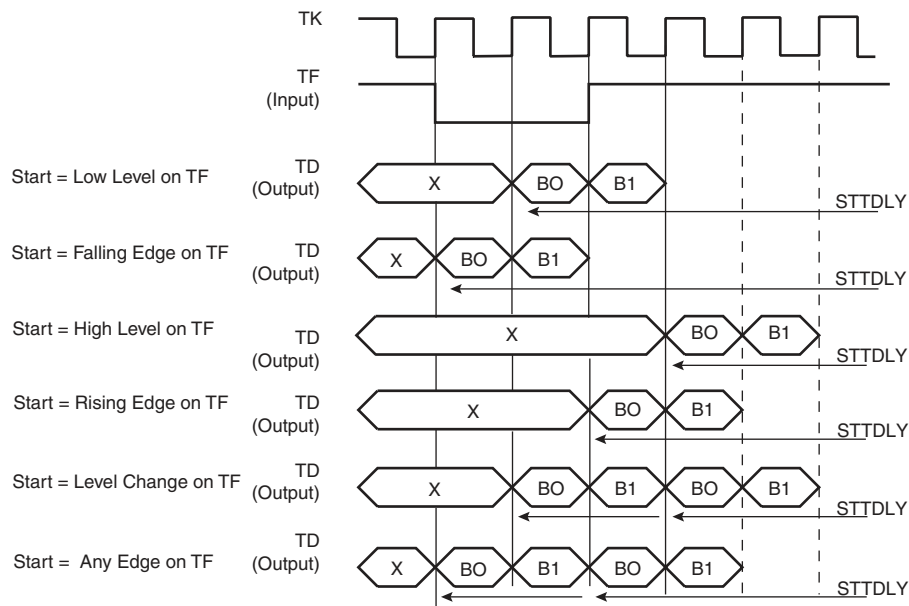 TK
TF
(Input)
Start = Low Level on TF
TD
(Output)
X
BO
B1
STTDLY
Start = Falling Edge on TF
TD
(Output)
X
BO
B1
STTDLY
Start = High Level on TF
TD
(Output)
X
BO
B1
STTDLY
Start = Rising Edge on TF
TD
(Output)
X
BO
B1
STTDLY
Start = Level Change on TF
TD
(Output)
X
BO
B1
BO
B1
STTDLY
Start = Any Edge on TF
TD
(Output)
X
BO
B1
BO
B1
STTDLY